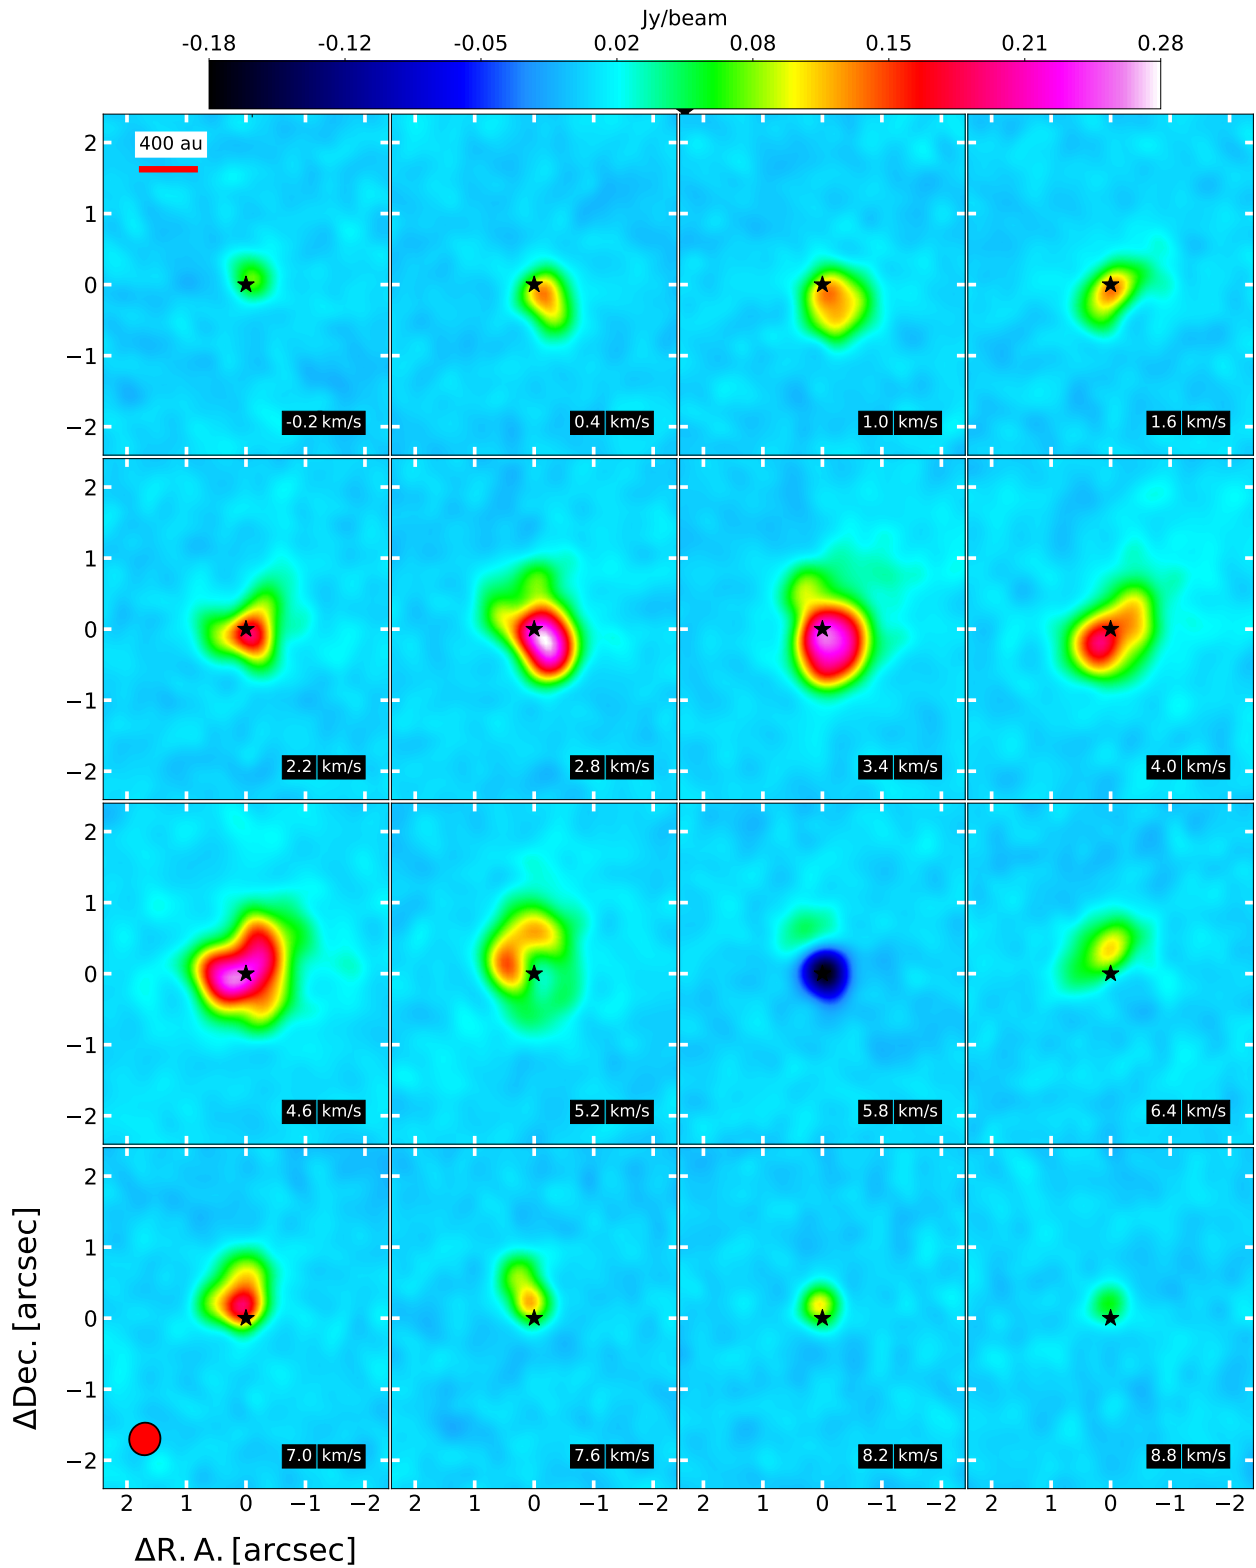 Jy/beam
-0.18 -0.12 -0.05 0.02 0.08 0.15 0.21 0.28
400 au
2
1
0
−1
−2
-0.2 km/s 0.4 km/s 1.0 km/s 1.6 km/s
2
1
0
−1
−2
2.2 km/s 2.8 km/s 3.4 km/s 4.0 km/s
2
1
0
−1
−2
4.6 km/s 5.2 km/s 5.8 km/s 6.4 km/s
2
1
0
−1
−2
7.0 km/s 7.6 km/s 8.2 km/s 8.8 km/s
ΔDec. [arcsec]
2 1 0 −1 −2 2 1 0 −1 −2 2 1 0 −1 −2 2 1 0 −1 −2
ΔR. A. [arcsec]